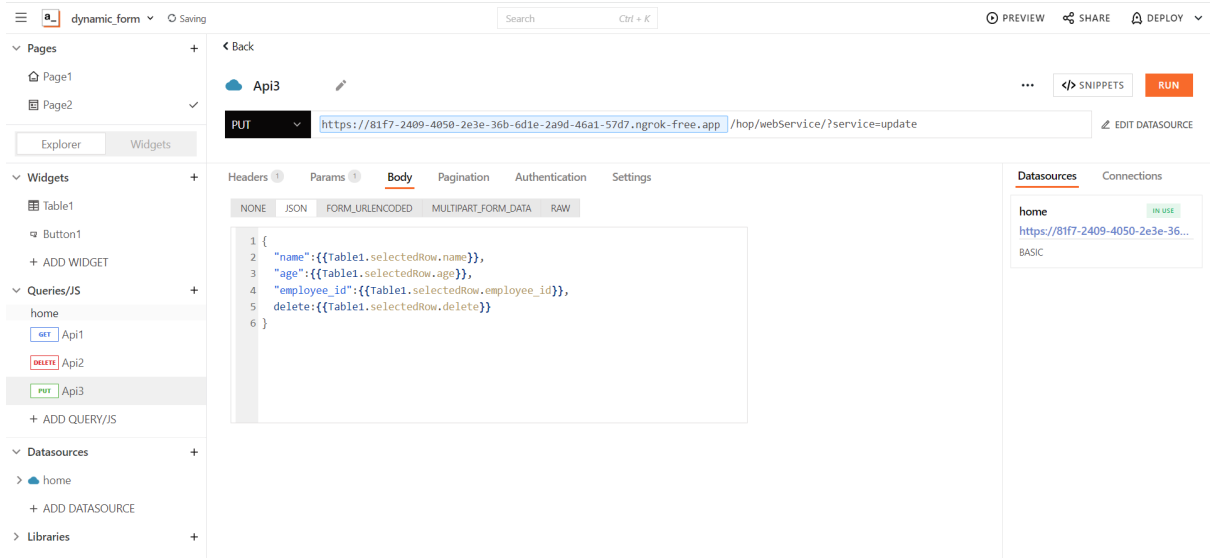 a_ dynamic_form Saving Search Ctrl + K PREVIEW SHARE DEPLOY
Pages +
Page1
Page2
Explorer Widgets
Widgets +
Table1
Button1
+ ADD WIDGET
Queries/JS +
home
GET Api1
DELETE Api2
PUT Api3
+ ADD QUERY/JS
Datasources +
home
+ ADD DATASOURCE
Libraries +
Back
Api3 ... </> SNIPPETS RUN
PUT https://81f7-2409-4050-2e3e-36b-6d1e-2a9d-46a1-57d7.ngrok-free.app /hop/webService/?service=update EDIT DATASOURCE
Headers 1 Params 1 Body Pagination Authentication Settings
NONE JSON FORM_URLENCODED MULTIPART_FORM_DATA RAW
1 {
2 "name":{{Table1.selectedRow.name}},
3 "age":{{Table1.selectedRow.age}},
4 "employee_id":{{Table1.selectedRow.employee_id}},
5 delete:{{Table1.selectedRow.delete}}
6 }
Datasources Connections
home IN USE
https://81f7-2409-4050-2e3e-36...
BASIC